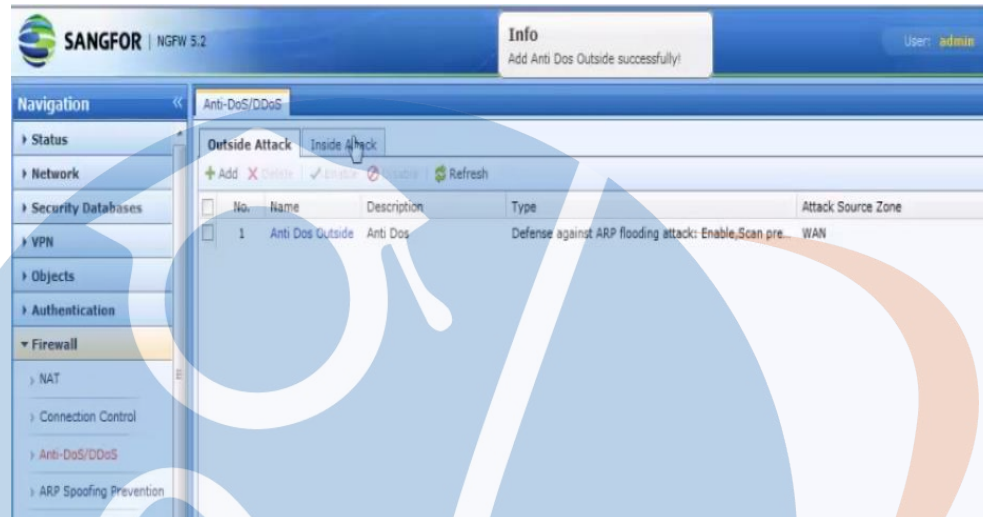 SANGFOR | NGFW 5.2
Info
Add Anti Dos Outside successfully!
User: admin
Navigation «
Status
Network
Security Databases
VPN
Objects
Authentication
Firewall
NAT
Connection Control
Anti-DoS/DDoS
ARP Spoofing Prevention
Anti-DoS/DDoS
Outside Attack Inside Attack
Add Delete Enable Disable Refresh
No. Name Description Type Attack Source Zone
1 Anti Dos Outside Anti Dos Defense against ARP flooding attack: Enable,Scan pre... WAN